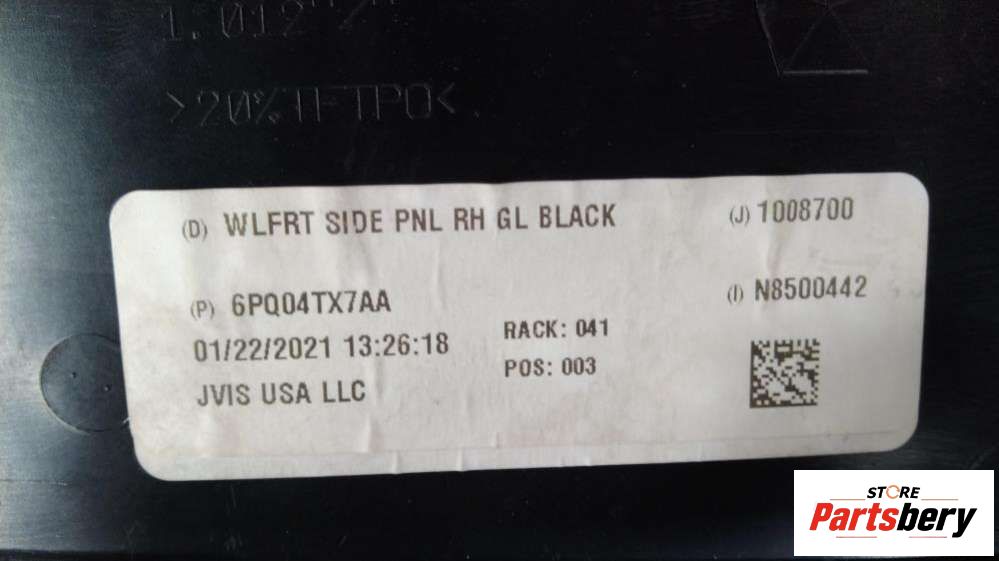 >20%TFTPO<
(D) WLFRT SIDE PNL RH GL BLACK (J) 1008700
(P) 6PQ04TX7AA (I) N8500442
01/22/2021 13:26:18 RACK: 041
JVIS USA LLC POS: 003
STORE
Partsbery